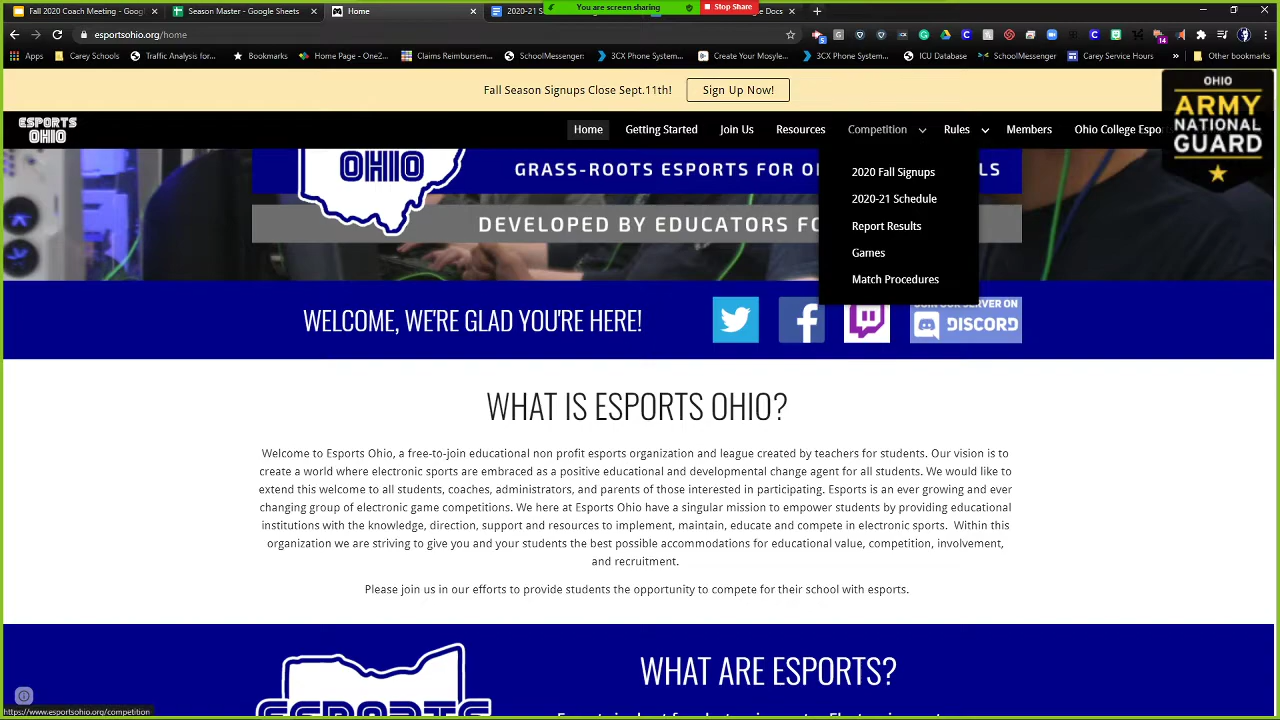 Fall 2020 Coach Meeting - Goog
Season Master - Google Sheets
Home
2020-21 S
You are screen sharing
Stop Share
Docs
esportsohio.org/home
14
Apps
Carey Schools
Traffic Analysis for...
Bookmarks
Home Page - One2...
Claims Reimbursem...
SchoolMessenger:
3CX Phone System...
Create Your Mosyle...
3CX Phone System...
ICU Database
SchoolMessenger
Carey Service Hours
»
Other bookmarks
Fall Season Signups Close Sept.11th!
Sign Up Now!
ESPORTS
OHIO
Home
Getting Started
Join Us
Resources
Competition
Rules
Members
Ohio College Espo
OHIO
ARMY
NATIONAL
GUARD
2020 Fall Signups
2020-21 Schedule
Report Results
Games
Match Procedures
OHIO
GRASS-ROOTS ESPORTS FOR O
LS
DEVELOPED BY EDUCATORS FO
WELCOME, WE'RE GLAD YOU'RE HERE!
JOIN OUR SERVER ON
DISCORD
WHAT IS ESPORTS OHIO?
Welcome to Esports Ohio, a free-to-join educational non profit esports organization and league created by teachers for students. Our vision is to
create a world where electronic sports are embraced as a positive educational and developmental change agent for all students. We would like to
extend this welcome to all students, coaches, administrators, and parents of those interested in participating. Esports is an ever growing and ever
changing group of electronic game competitions. We here at Esports Ohio have a singular mission to empower students by providing educational
institutions with the knowledge, direction, support and resources to implement, maintain, educate and compete in electronic sports. Within this
organization we are striving to give you and your students the best possible accommodations for educational value, competition, involvement,
and recruitment.
Please join us in our efforts to provide students the opportunity to compete for their school with esports.
WHAT ARE ESPORTS?
ESPORTS
https://www.esportsohio.org/competition